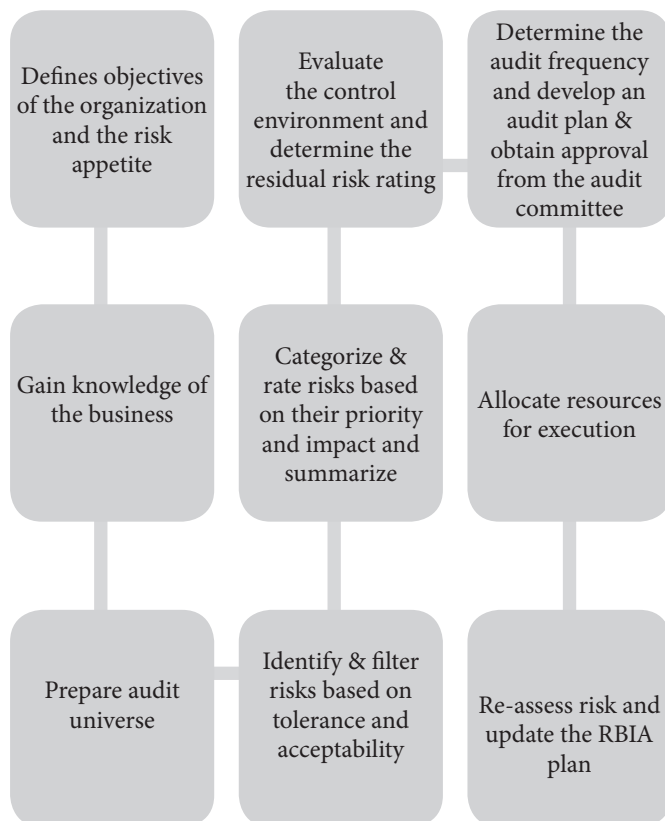 Defines objectives
of the organization
and the risk
appetite
Gain knowledge of
the business
Prepare audit
universe
Identify & filter
risks based on
tolerance and
acceptability
Categorize &
rate risks based
on their priority
and impact and
summarize
Evaluate
the control
environment and
determine the
residual risk rating
Determine the
audit frequency
and develop an
audit plan &
obtain approval
from the audit
committee
Allocate resources
for execution
Re-assess risk and
update the RBIA
plan